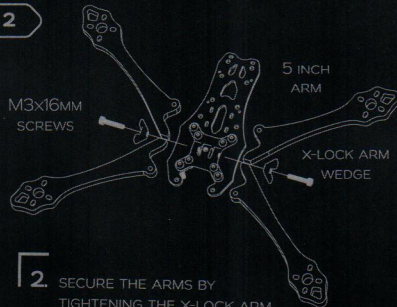 2
5 INCH
ARM
M3x16MM
SCREWS
X-LOCK ARM
WEDGE
2. SECURE THE ARMS BY
TIGHTENING THE X-LOCK ARM